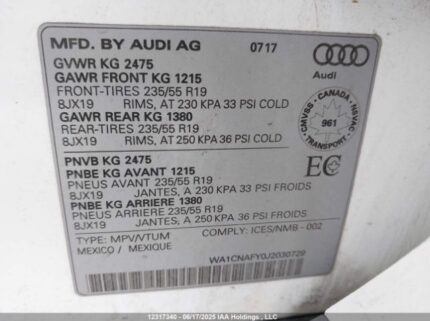 MFD. BY AUDI AG 07 17
Audi
GVWR KG 2475
GAWR FRONT KG 1215
FRONT-TIRES 235/55 R19
8JX19 RIMS, AT 230 KPA 33 PSI COLD
GAWR REAR KG 1380
REAR-TIRES 235/55 R19
8JX19 RIMS, AT 250 KPA 36 PSI COLD
CMVSS - CANADA - NSVAC
961
TRANSPORT
PNVB KG 2475
PNBE KG AVANT 1215
PNEUS AVANT 235/55 R19
8JX19 JANTES, A 230 KPA 33 PSI FROIDS
PNBE KG ARRIERE 1380
PNEUS ARRIERE 235/55 R19
8JX19 JANTES, A 250 KPA 36 PSI FROIDS
EC
TYPE: MPV/VTUM COMPLY: ICES/NMB - 002
MEXICO / MEXIQUE
WA1CNAFY0J2030729
12317340 - 06/17/2025 IAA Holdings, LLC. Copyright